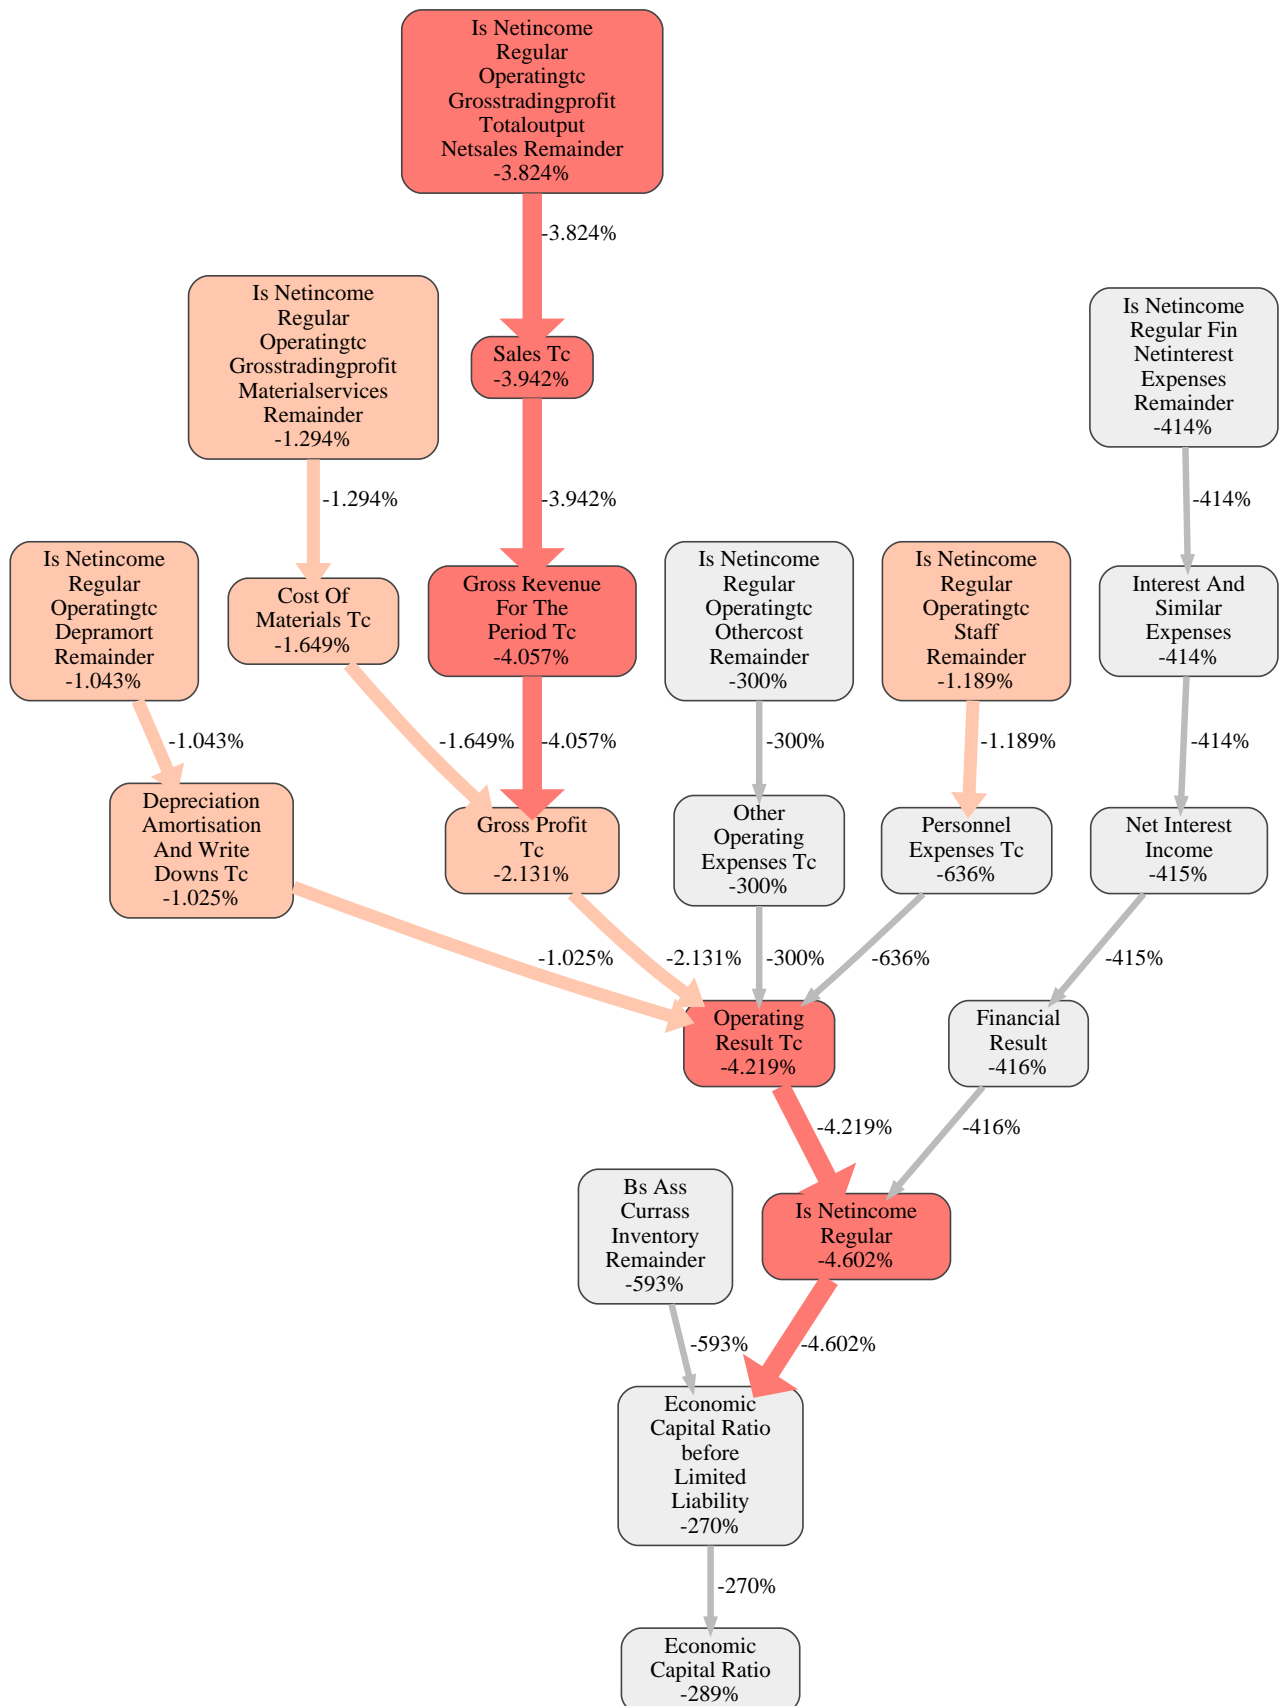 Is Netincome
Regular
Operatingtc
Grosstradingprofit
Totaloutput
Netsales Remainder
-3.824%
-3.824%
Is Netincome
Regular
Operatingtc
Grosstradingprofit
Materialservices
Remainder
-1.294%
Sales Tc
-3.942%
Is Netincome
Regular Fin
Netinterest
Expenses
Remainder
-414%
-1.294%
-3.942%
-414%
Is Netincome
Regular
Operatingtc
Depramort
Remainder
-1.043%
Cost Of
Materials Tc
-1.649%
Gross Revenue
For The
Period Tc
-4.057%
Is Netincome
Regular
Operatingtc
Othercost
Remainder
-300%
Is Netincome
Regular
Operatingtc
Staff
Remainder
-1.189%
Interest And
Similar
Expenses
-414%
-1.043%
-1.649%
-4.057%
-300%
-1.189%
-414%
Depreciation
Amortisation
And Write
Downs Tc
-1.025%
Gross Profit
Tc
-2.131%
Other
Operating
Expenses Tc
-300%
Personnel
Expenses Tc
-636%
Net Interest
Income
-415%
-1.025%
-2.131%
-300%
-636%
-415%
Operating
Result Tc
-4.219%
Financial
Result
-416%
-4.219%
-416%
Bs Ass
Currass
Inventory
Remainder
-593%
Is Netincome
Regular
-4.602%
-593%
-4.602%
Economic
Capital Ratio
before
Limited
Liability
-270%
-270%
Economic
Capital Ratio
-289%